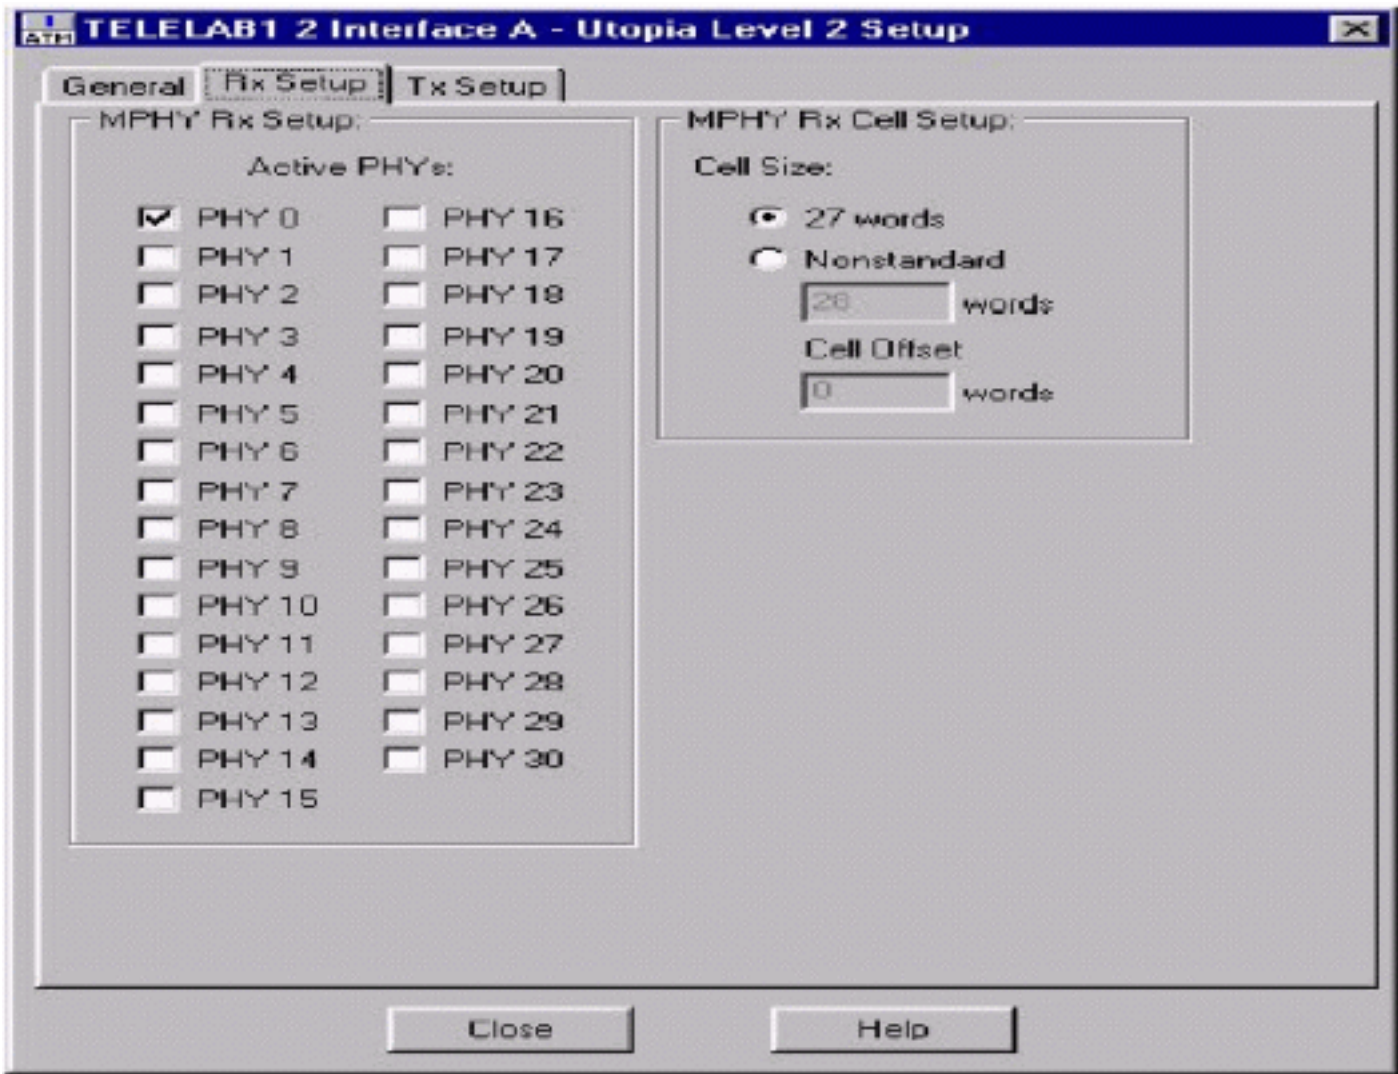 ATM TELELAB1 2 Interface A - Utopia Level 2 Setup
General Rx Setup Tx Setup
MPHY Rx Setup:
Active PHYs:
PHY 0
PHY 1
PHY 2
PHY 3
PHY 4
PHY 5
PHY 6
PHY 7
PHY 8
PHY 9
PHY 10
PHY 11
PHY 12
PHY 13
PHY 14
PHY 15
PHY 16
PHY 17
PHY 18
PHY 19
PHY 20
PHY 21
PHY 22
PHY 23
PHY 24
PHY 25
PHY 26
PHY 27
PHY 28
PHY 29
PHY 30
MPHY Rx Cell Setup:
Cell Size:
27 words
Nonstandard
words
Cell Offset
0 words
Close Help